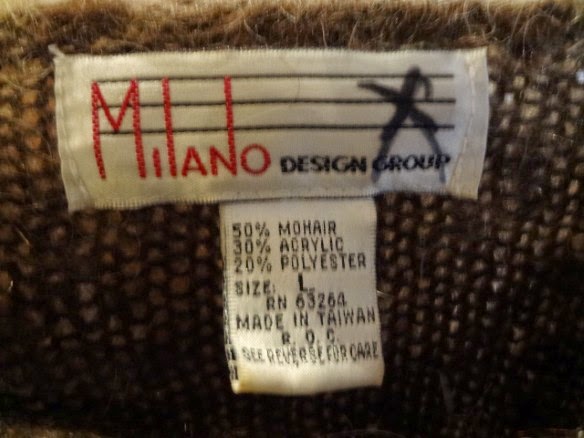 MilANO DESIGN GROUP
50% MOHAIR
30% ACRYLIC
20% POLYESTER
SIZE: L
RN 63264
MADE IN TAIWAN
R.O.C.
SEE REVERSE FOR CARE